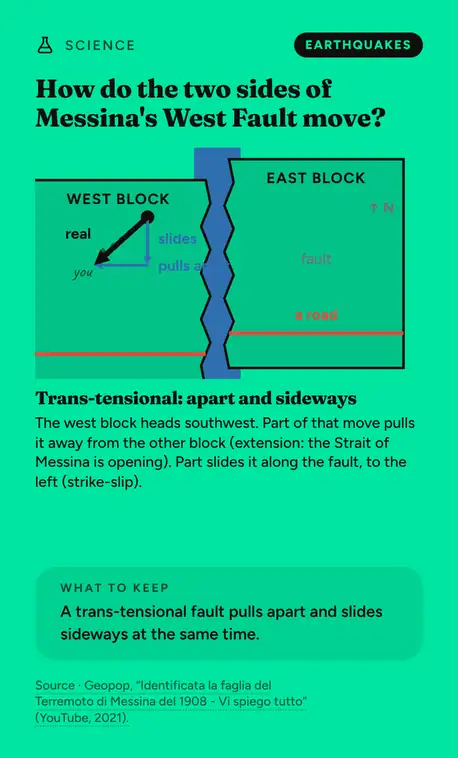 SCIENCE
EARTHQUAKES
How do the two sides of
Messina's West Fault move?
WEST BLOCK
EAST BLOCK
↑ N
real
slides
you
pulls
fault
a road
Trans-tensional: apart and sideways
The west block heads southwest. Part of that move pulls
it away from the other block (extension: the Strait of
Messina is opening). Part slides it along the fault, to the
left (strike-slip).
WHAT TO KEEP
A trans-tensional fault pulls apart and slides
sideways at the same time.
Source · Geopop, “Identificata la faglia del
Terremoto di Messina del 1908 - Vi spiego tutto”
(YouTube, 2021).